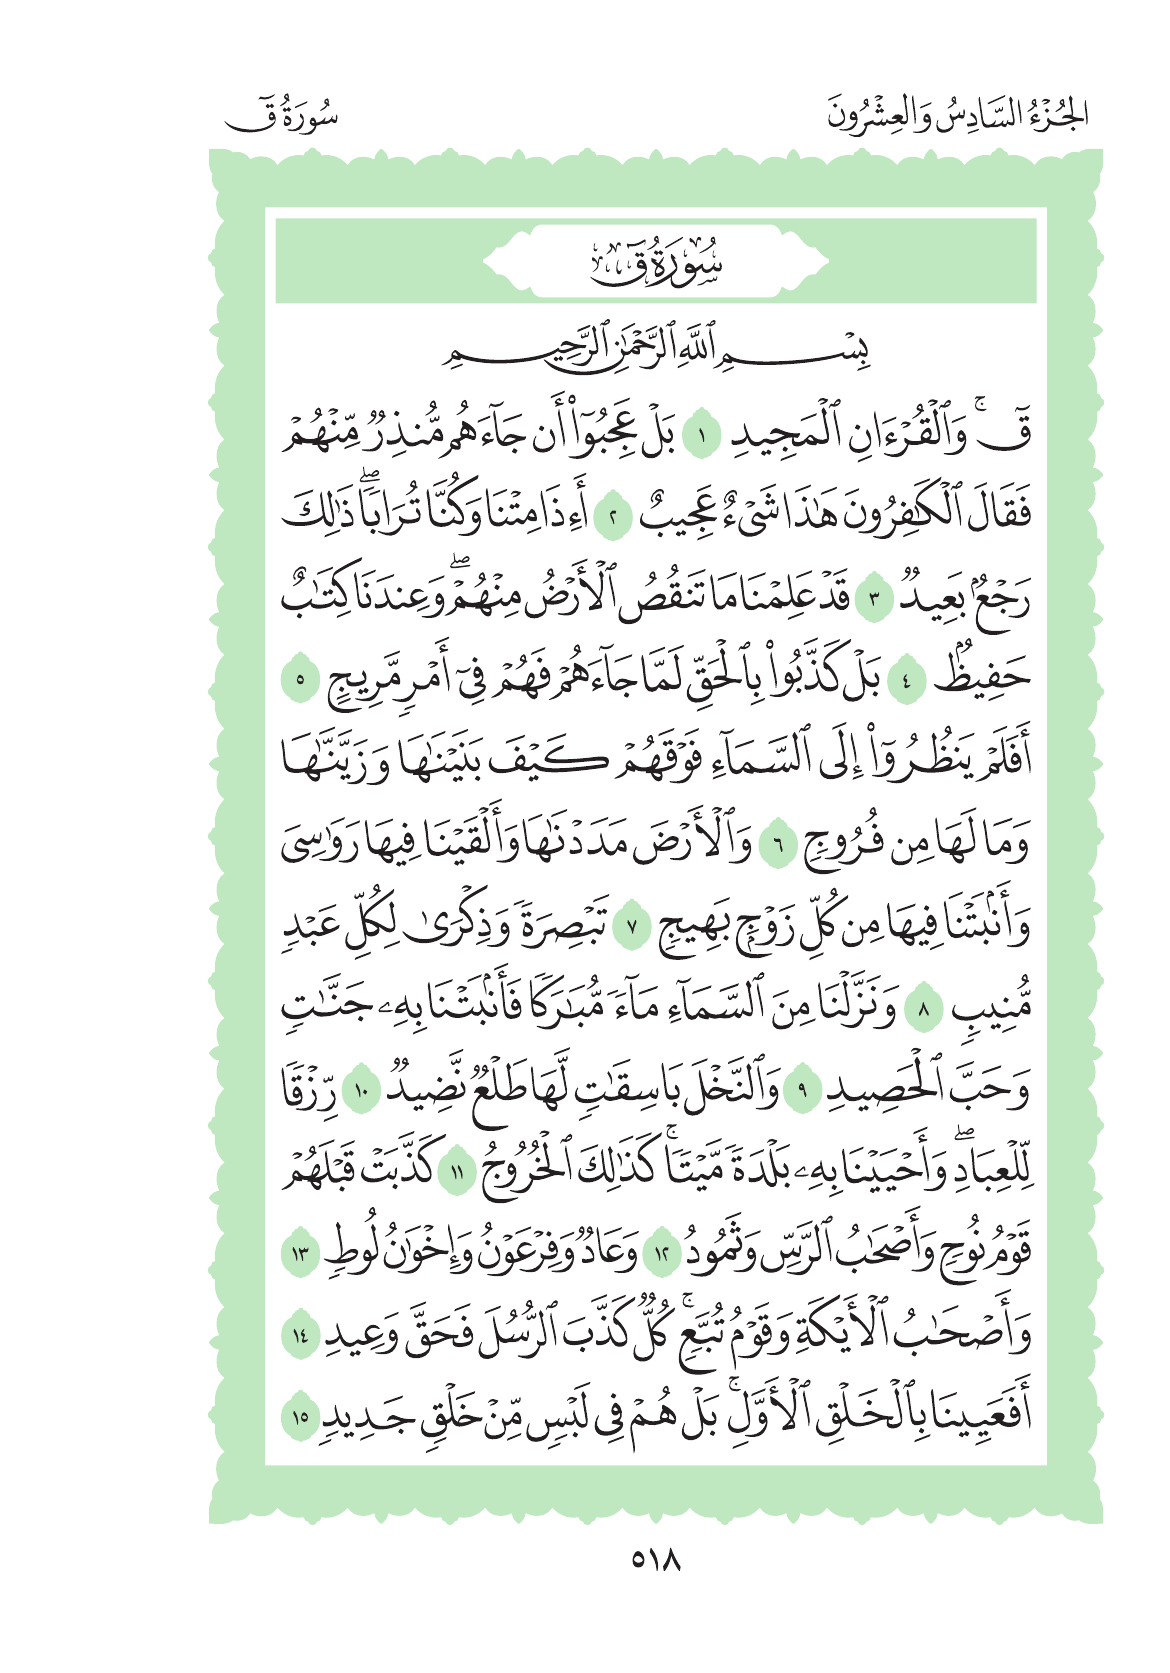 الجُزْءُ السَّادِسُ وَالعِشْرُونَ
سُورَةُ قٓ
سُورَةُ قٓ
بِسْمِ ٱللَّهِ ٱلرَّحْمَٰنِ ٱلرَّحِيمِ
قٓۚ وَٱلْقُرْءَانِ ٱلْمَجِيدِ ١ بَلْ عَجِبُوٓا۟ أَن جَآءَهُم مُّنذِرٌ مِّنْهُمْ
فَقَالَ ٱلْكَٰفِرُونَ هَٰذَا شَىْءٌ عَجِيبٌ ٢ أَءِذَا مِتْنَا وَكُنَّا تُرَابًاۖ ذَٰلِكَ
رَجْعٌۢ بَعِيدٌ ٣ قَدْ عَلِمْنَا مَا تَنقُصُ ٱلْأَرْضُ مِنْهُمْۖ وَعِندَنَا كِتَٰبٌ
حَفِيظٌۢ ٤ بَلْ كَذَّبُوا۟ بِٱلْحَقِّ لَمَّا جَآءَهُمْ فَهُمْ فِىٓ أَمْرٍ مَّرِيجٍ ٥
أَفَلَمْ يَنظُرُوٓا۟ إِلَى ٱلسَّمَآءِ فَوْقَهُمْ كَيْفَ بَنَيْنَٰهَا وَزَيَّنَّٰهَا
وَمَا لَهَا مِن فُرُوجٍ ٦ وَٱلْأَرْضَ مَدَدْنَٰهَا وَأَلْقَيْنَا فِيهَا رَوَٰسِىَ
وَأَنۢبَتْنَا فِيهَا مِن كُلِّ زَوْجٍۭ بَهِيجٍ ٧ تَبْصِرَةً وَذِكْرَىٰ لِكُلِّ عَبْدٍ
مُّنِيبٍ ٨ وَنَزَّلْنَا مِنَ ٱلسَّمَآءِ مَآءً مُّبَٰرَكًا فَأَنۢبَتْنَا بِهِۦ جَنَّٰتٍ
وَحَبَّ ٱلْحَصِيدِ ٩ وَٱلنَّخْلَ بَاسِقَٰتٍ لَّهَا طَلْعٌ نَّضِيدٌ ١٠ رِّزْقًا
لِّلْعِبَادِۖ وَأَحْيَيْنَا بِهِۦ بَلْدَةً مَّيْتًاۚ كَذَٰلِكَ ٱلْخُرُوجُ ١١ كَذَّبَتْ قَبْلَهُمْ
قَوْمُ نُوحٍ وَأَصْحَٰبُ ٱلرَّسِّ وَثَمُودُ ١٢ وَعَادٌ وَفِرْعَوْنُ وَإِخْوَٰنُ لُوطٍ ١٣
وَأَصْحَٰبُ ٱلْأَيْكَةِ وَقَوْمُ تُبَّعٍۚ كُلٌّ كَذَّبَ ٱلرُّسُلَ فَحَقَّ وَعِيدِ ١٤
أَفَعَيِينَا بِٱلْخَلْقِ ٱلْأَوَّلِۚ بَلْ هُمْ فِى لَبْسٍ مِّنْ خَلْقٍ جَدِيدٍ ١٥
٥١٨